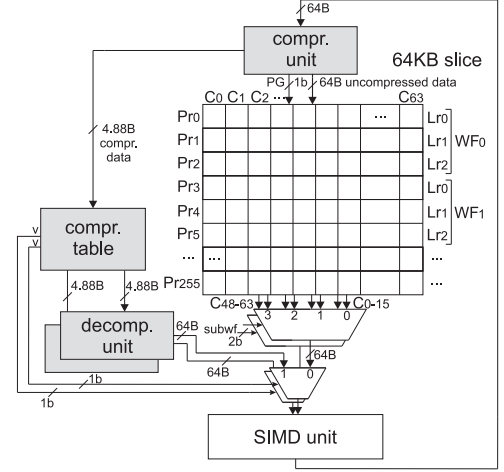 64B
compr. unit
64KB slice
PG 1b 64B uncompressed data
C0 C1 C2 ... C63
Pr0 ... Lr0
Pr1 Lr1 WF0
Pr2 Lr2
Pr3 Lr0
Pr4 Lr1 WF1
Pr5 Lr2
... ... ... ...
Pr255
4.88B compr. data
v
v
compr. table
4.88B 4.88B
C48-63 C0-15
3 2 1 0
subwf 2b
decomp. unit
64B
64B
64B
1b
1b
1 0
SIMD unit